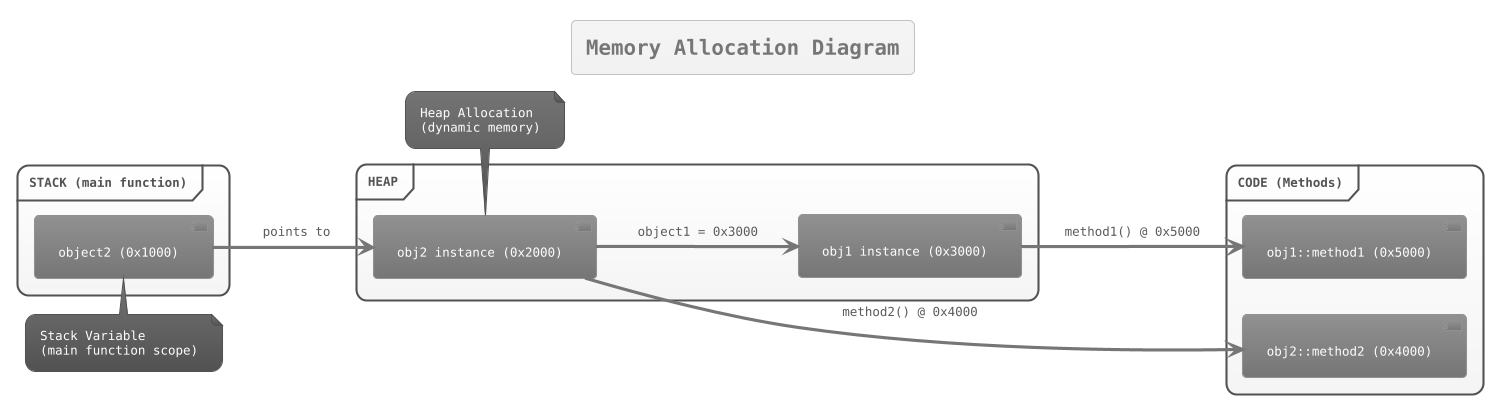 Memory Allocation Diagram
Heap Allocation
(dynamic memory)
STACK (main function)
object2 (0x1000)
points to
HEAP
obj2 instance (0x2000)
object1 = 0x3000
obj1 instance (0x3000)
method1() @ 0x5000
CODE (Methods)
obj1::method1 (0x5000)
method2() @ 0x4000
obj2::method2 (0x4000)
Stack Variable
(main function scope)